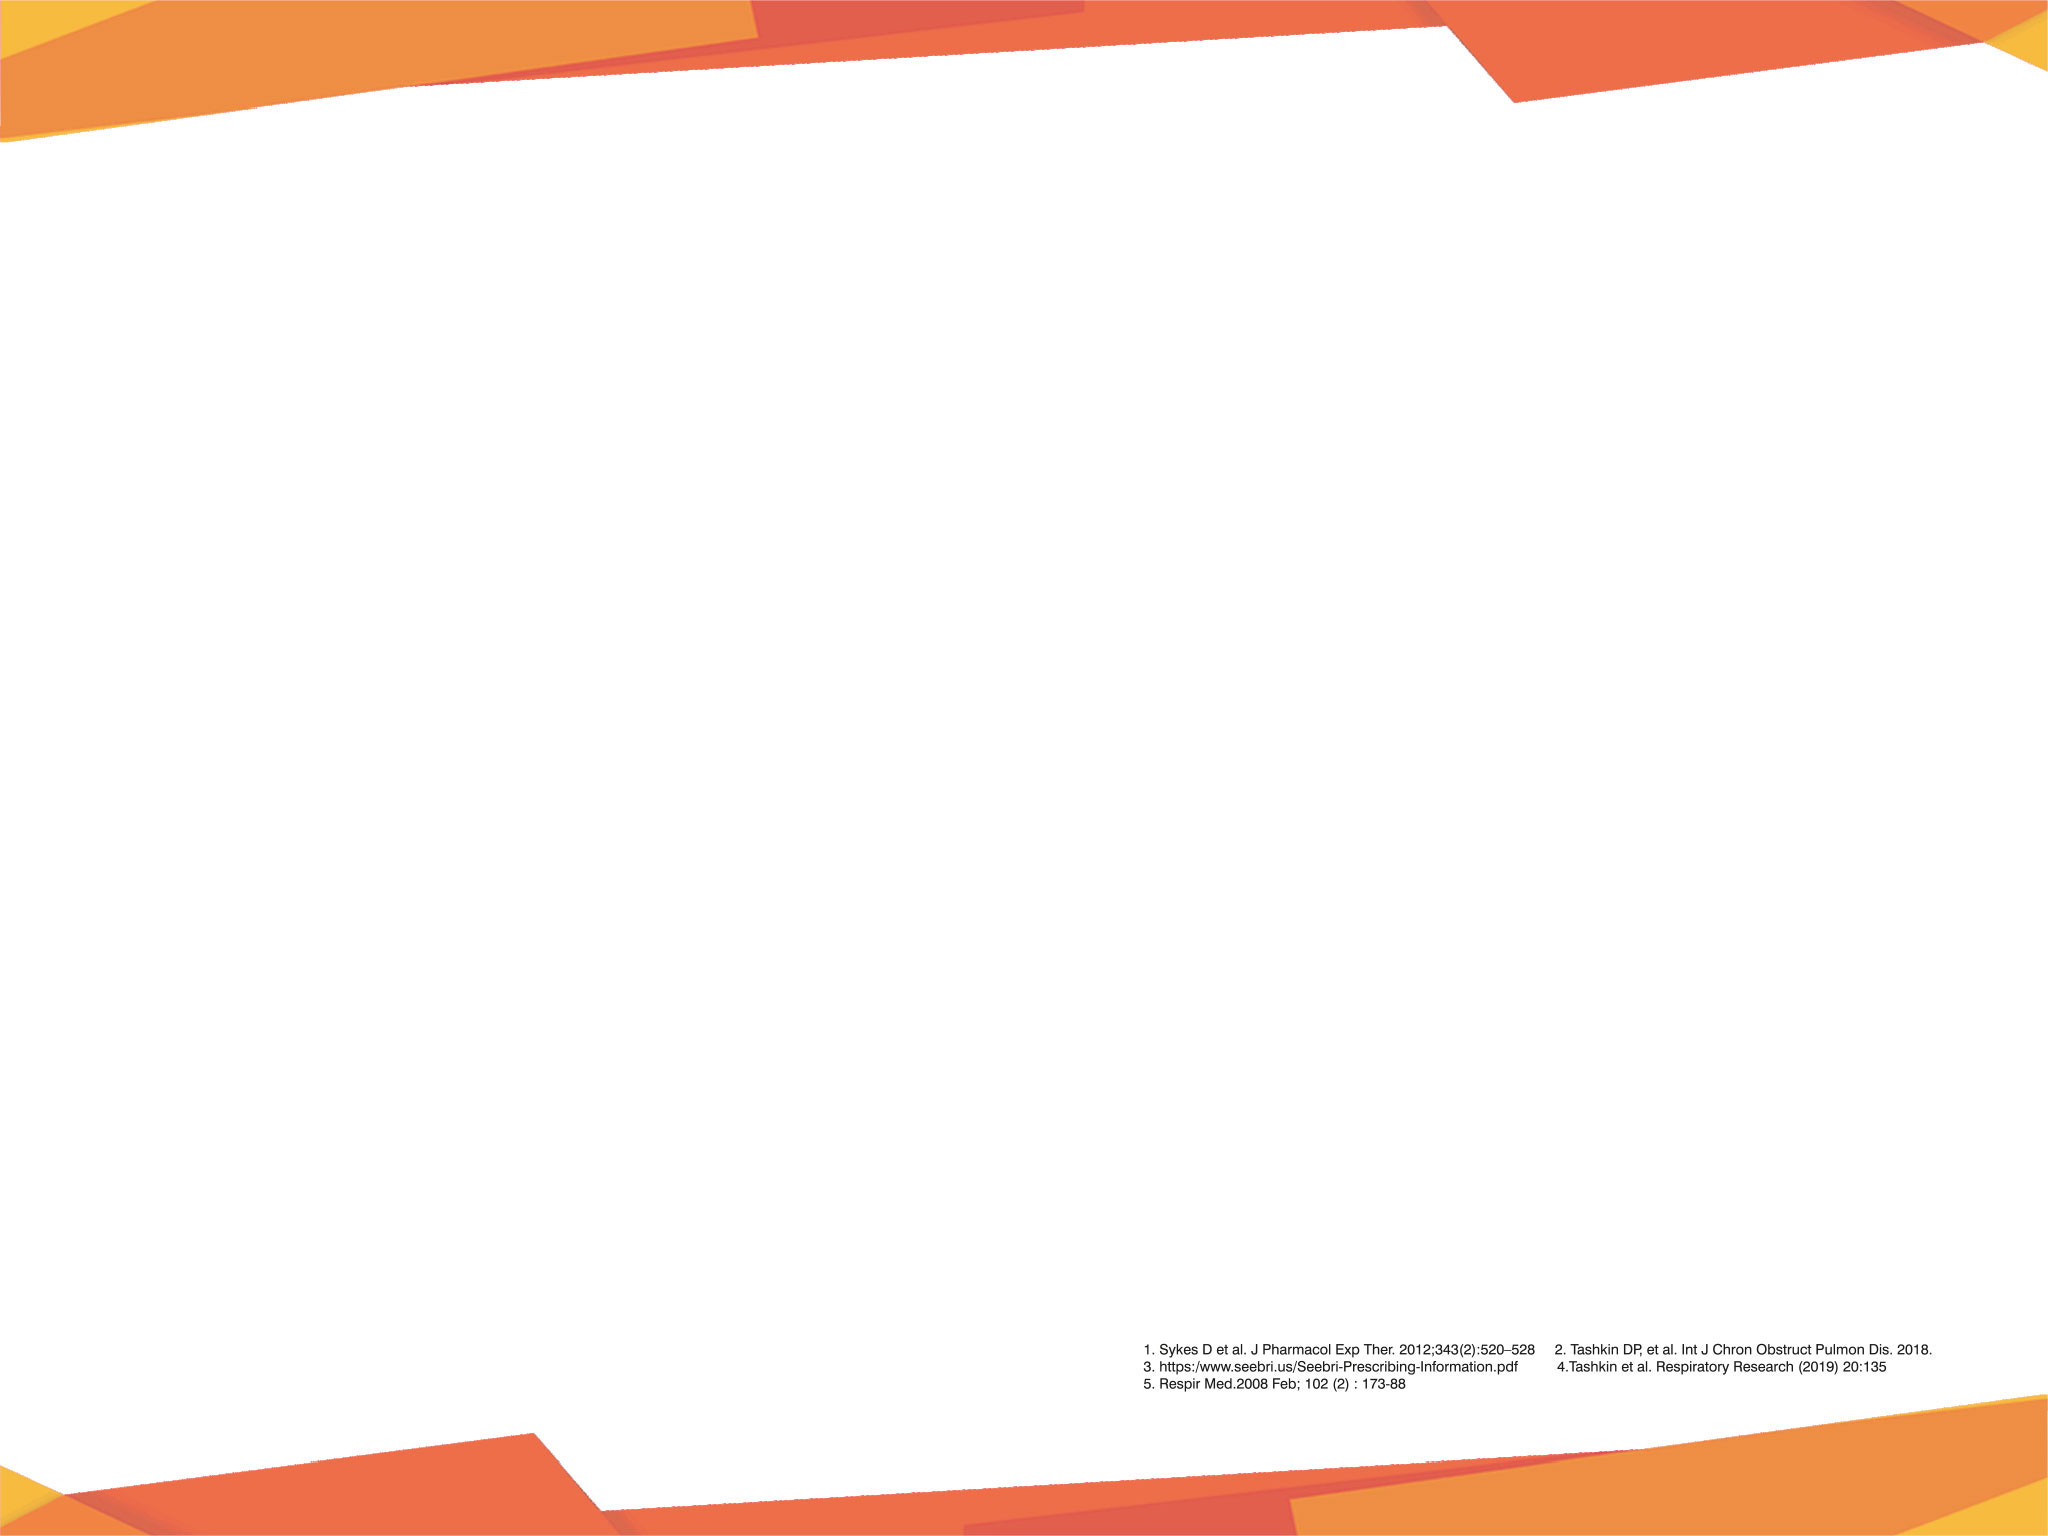 1. Sykes D et al. J Pharmacol Exp Ther. 2012;343(2):520–528 2. Tashkin DP, et al. Int J Chron Obstruct Pulmon Dis. 2018.
3. https:/www.seebri.us/Seebri-Prescribing-Information.pdf 4.Tashkin et al. Respiratory Research (2019) 20:135
5. Respir Med.2008 Feb; 102 (2) : 173-88